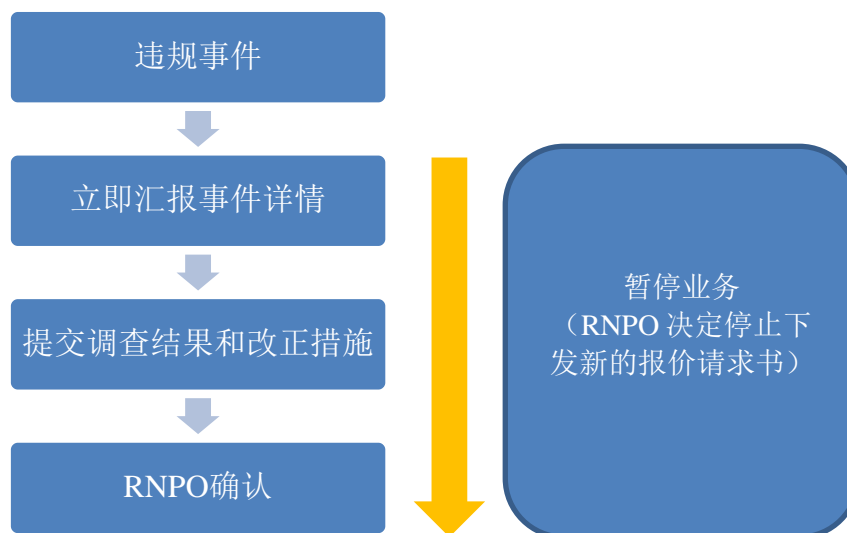 违规事件
立即汇报事件详情
提交调查结果和改正措施
RNPO确认
暂停业务
（RNPO 决定停止下
发新的报价请求书）